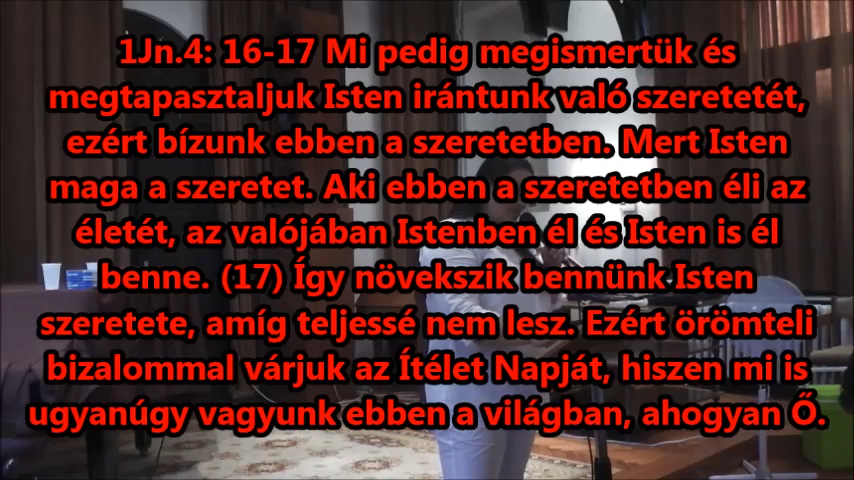 1Jn.4: 16-17 Mi pedig megismertük és
megtapasztaljuk Isten irántunk való szeretetét,
ezért bízunk ebben a szeretetben. Mert Isten
maga a szeretet. Aki ebben a szeretetben éli az
életét, az valójában Istenben él és Isten is él
benne. (17) Így növekszik bennünk Isten
szeretete, amíg teljessé nem lesz. Ezért örömteli
bizalommal várjuk az Ítélet Napját, hiszen mi is
ugyanúgy vagyunk ebben a világban, ahogyan Ő.